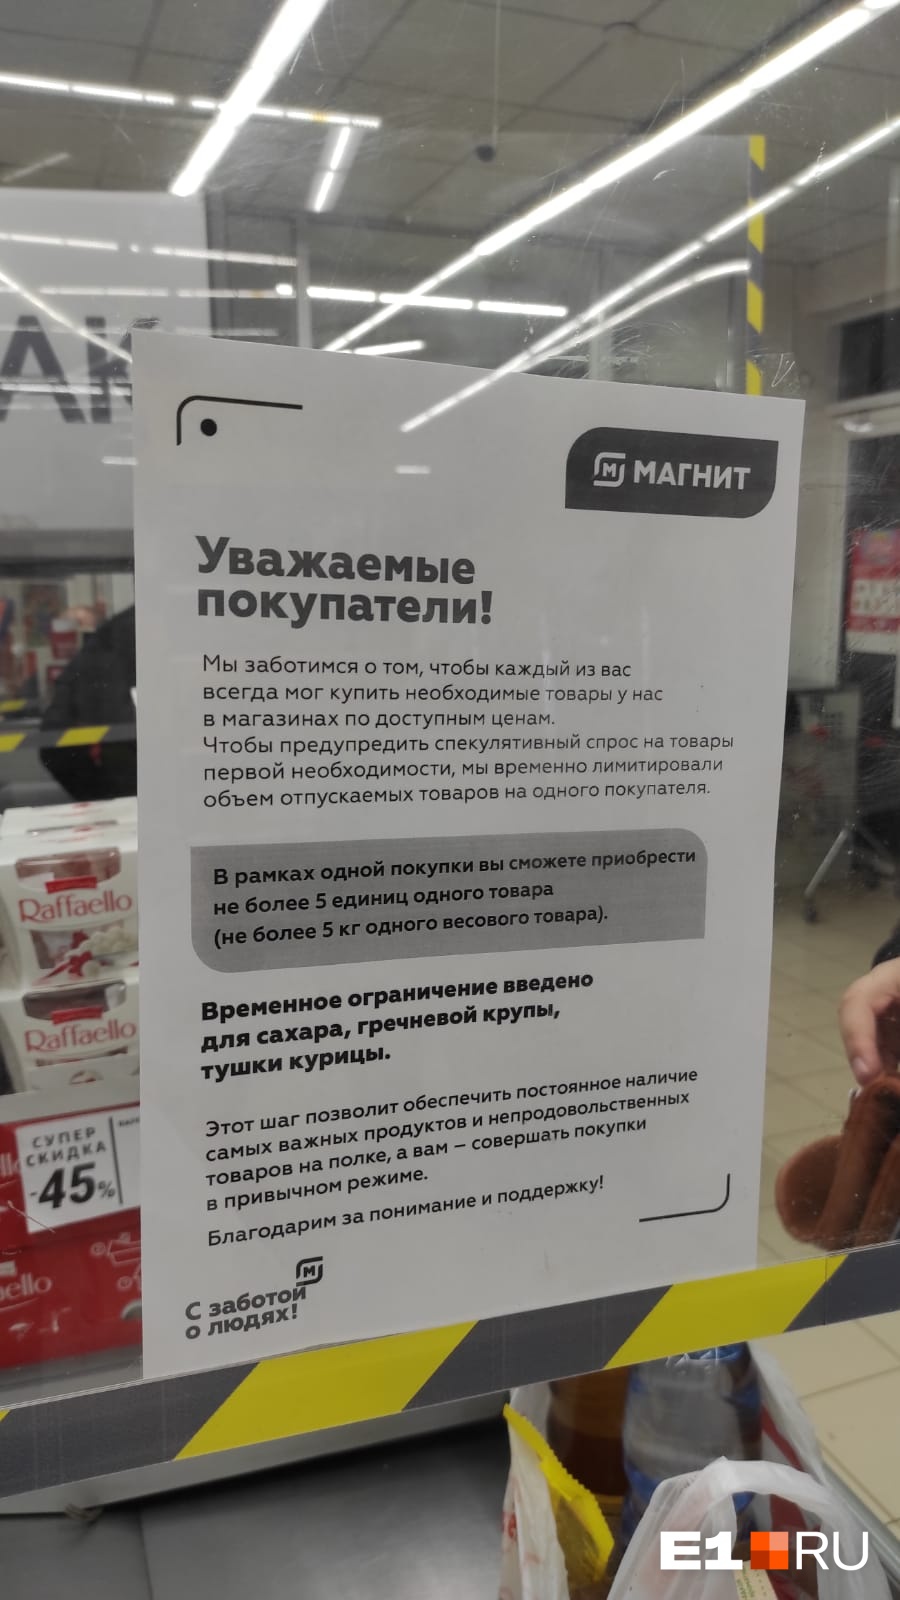 МАГНИТ
Уважаемые
покупатели!
Мы заботимся о том, чтобы каждый из вас
всегда мог купить необходимые товары у нас
в магазинах по доступным ценам.
Чтобы предупредить спекулятивный спрос на товары
первой необходимости, мы временно лимитировали
объем отпускаемых товаров на одного покупателя.
В рамках одной покупки вы сможете приобрести
не более 5 единиц одного товара
(не более 5 кг одного весового товара).
Временное ограничение введено
для сахара, гречневой крупы,
тушки курицы.
Этот шаг позволит обеспечить постоянное наличие
самых важных продуктов и непродовольственных
товаров на полке, а вам – совершать покупки
в привычном режиме.
Благодарим за понимание и поддержку!
М
С заботой
о людях!
Raffaello
Raffaello
СУПЕР
СКИДКА
-45%
E1 RU